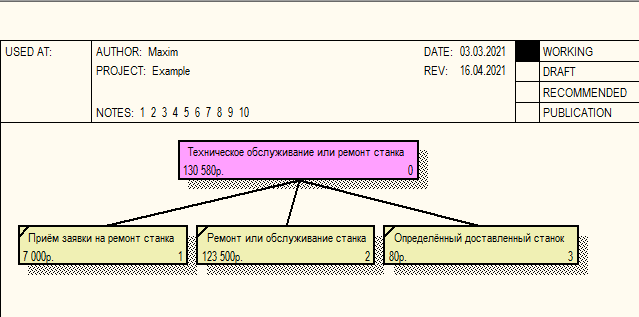 USED AT:
AUTHOR: Maxim
DATE: 03.03.2021
WORKING
PROJECT: Example
REV: 16.04.2021
DRAFT
RECOMMENDED
NOTES: 1 2 3 4 5 6 7 8 9 10
PUBLICATION
Техническое обслуживание или ремонт станка
130 580р. 0
Приём заявки на ремонт станка
7 000р. 1
Ремонт или обслуживание станка
123 500р. 2
Определённый доставленный станок
80р. 3